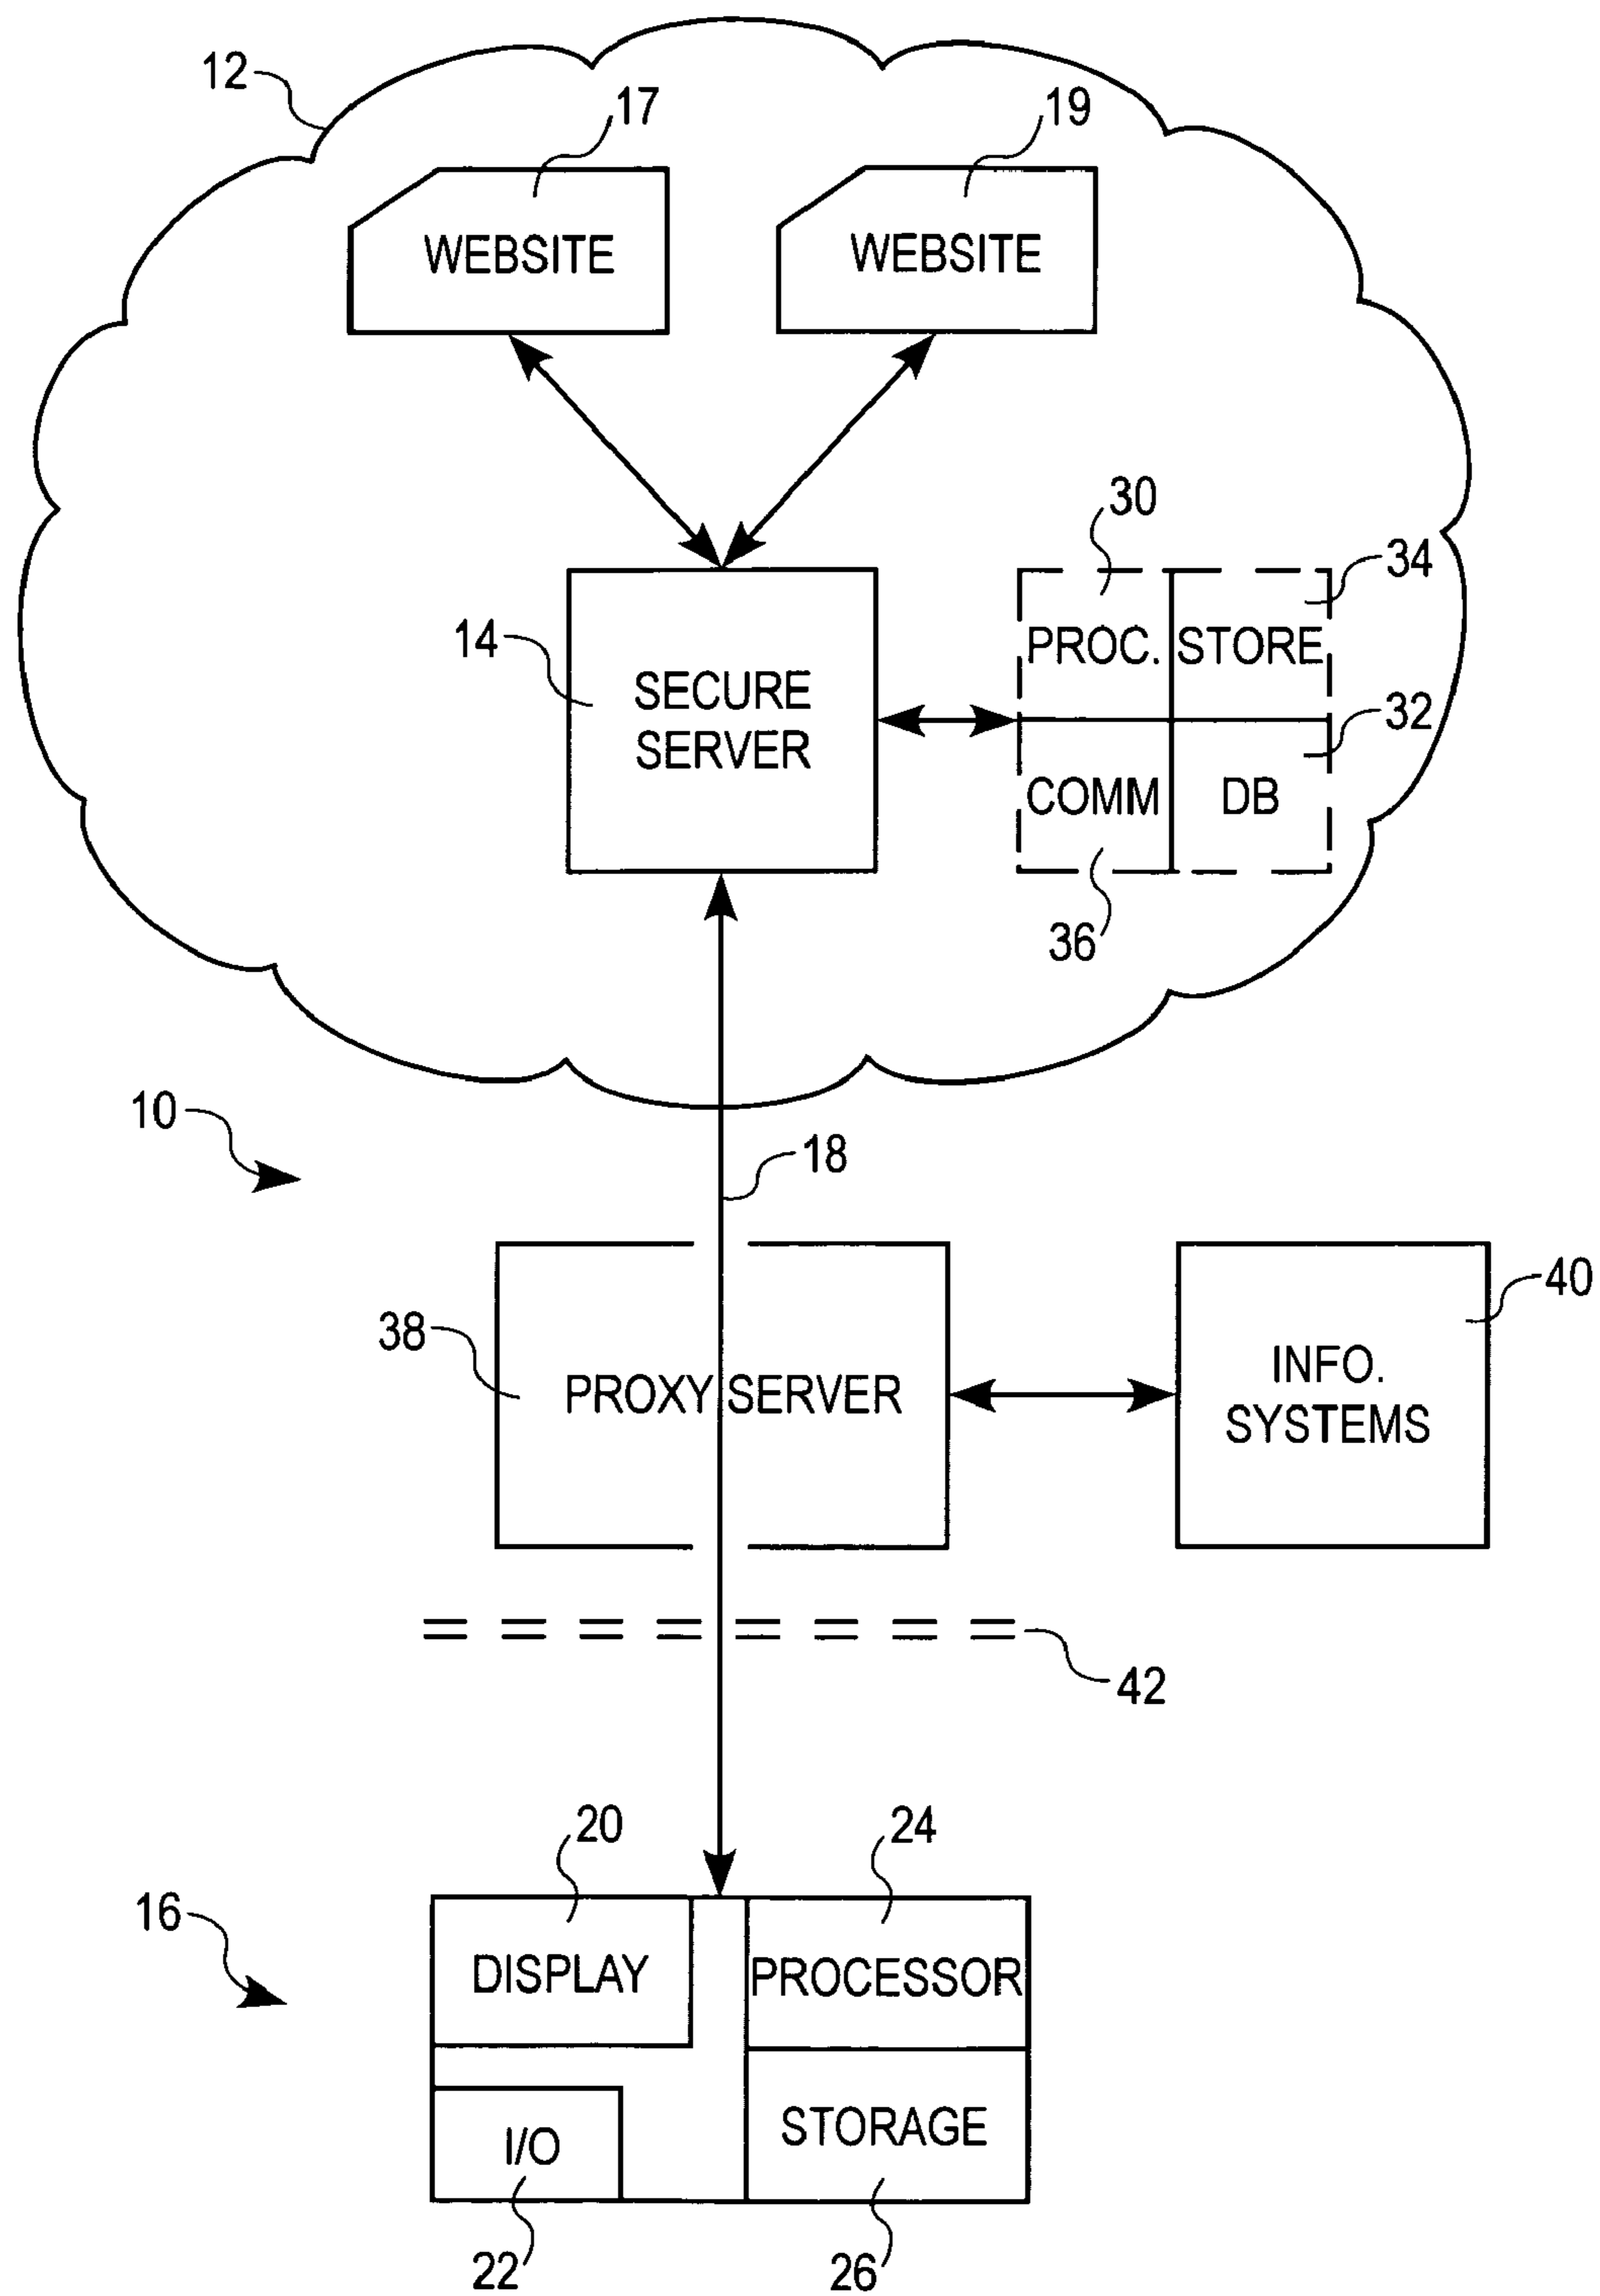 12
17
19
WEBSITE
WEBSITE
30
34
14
PROC.
STORE
SECURE
SERVER
32
COMM
DB
36
10
18
40
38
INFO.
SYSTEMS
PROXY SERVER
42
20
24
16
DISPLAY
PROCESSOR
I/O
STORAGE
22
26